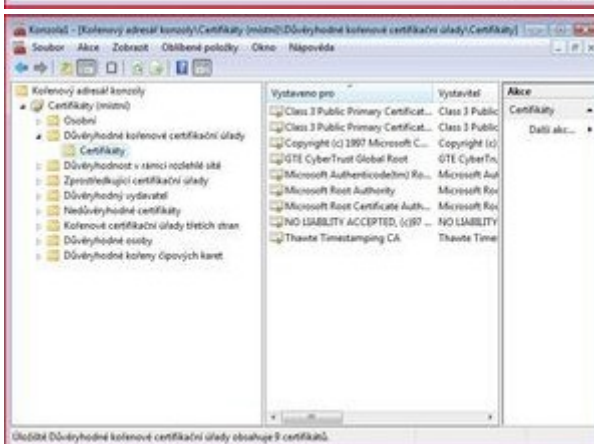 Konzola1 - [Kořenový adresář konzoly\Certifikáty (místní)\Důvěryhodné kořenové certifikační úřady\Certifikáty]
Soubor Akce Zobrazit Oblíbené položky Okno Nápověda
Kořenový adresář konzoly
Certifikáty (místní)
Osobní
Důvěryhodné kořenové certifikační úřady
Certifikáty
Důvěryhodnost v rámci rozlehlé sítě
Zprostředkující certifikační úřady
Důvěryhodný vydavatel
Nedůvěryhodné certifikáty
Kořenové certifikační úřady třetích stran
Důvěryhodné osoby
Důvěryhodné kořeny čipových karet
Vystaveno pro Vystavitel
Class 3 Public Primary Certificat... Class 3 Public
Class 3 Public Primary Certificat... Class 3 Public
Copyright (c) 1997 Microsoft C... Copyright (c)
GTE CyberTrust Global Root GTE CyberTru
Microsoft Authenticode(tm) Ro... Microsoft Aut
Microsoft Root Authority Microsoft Roo
Microsoft Root Certificate Auth... Microsoft Roo
NO LIABILITY ACCEPTED, (c)97 ... NO LIABILITY
Thawte Timestamping CA Thawte Time
Akce
Certifikáty
Další akc...
Úložiště Důvěryhodné kořenové certifikační úřady obsahuje 9 certifikátů.